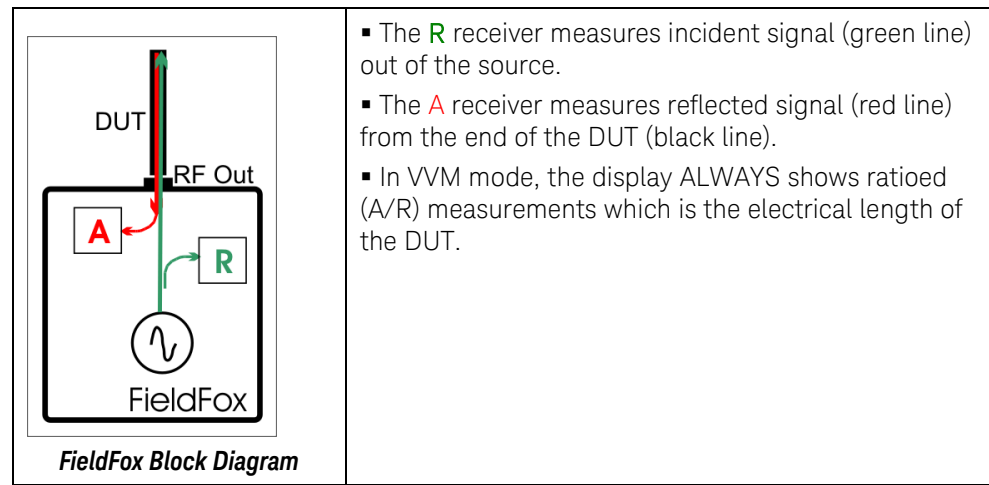 DUT
RF Out
A
R
FieldFox
FieldFox Block Diagram
▪ The R receiver measures incident signal (green line)
out of the source.
▪ The A receiver measures reflected signal (red line)
from the end of the DUT (black line).
▪ In VVM mode, the display ALWAYS shows ratioed
(A/R) measurements which is the electrical length of
the DUT.